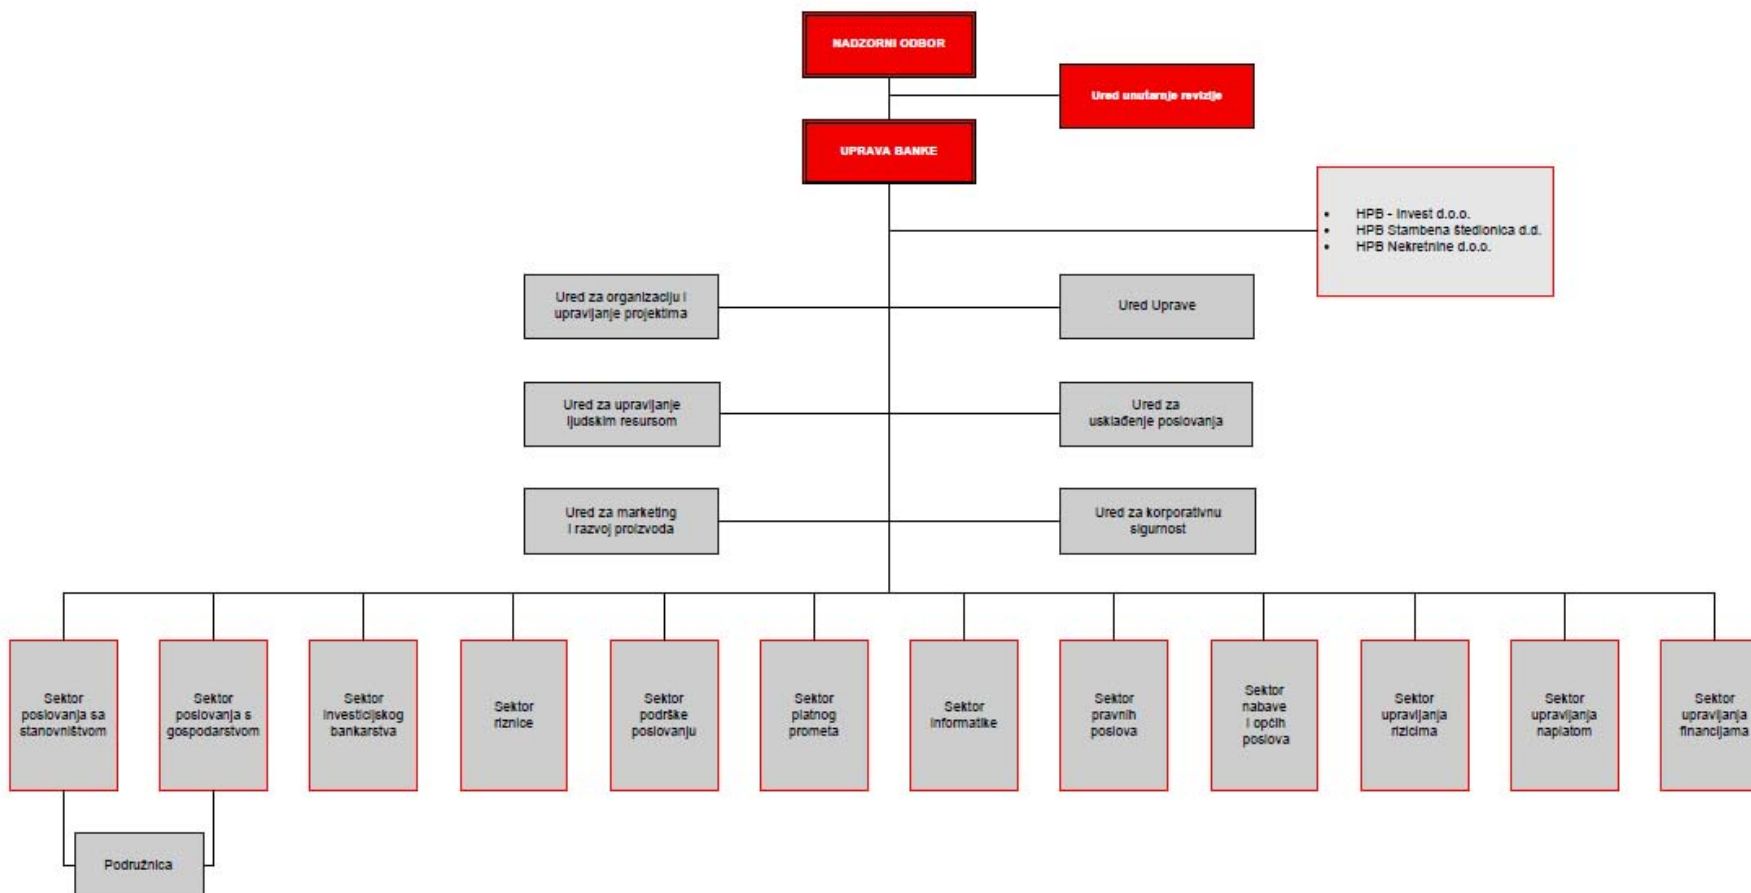 NADZORNI ODBOR
Ured unutarnje revizije
UPRAVA BANKE
• HPB - Invest d.o.o.
• HPB Stambena štedionica d.d.
• HPB Nekretnine d.o.o.
Ured za organizaciju i
upravljanje projektima
Ured Uprave
Ured za upravljanje
ljudskim resursom
Ured za
usklađenje poslovanja
Ured za marketing
i razvoj proizvoda
Ured za korporativnu
sigurnost
Sektor
poslovanja sa
stanovništvom
Sektor
poslovanja s
gospodarstvom
Sektor
investicijskog
bankarstva
Sektor
riznice
Sektor
podrške
poslovanju
Sektor
platnog
prometa
Sektor
informatike
Sektor
pravnih
poslova
Sektor
nabave
i općih
poslova
Sektor
upravljanja
rizicima
Sektor
upravljanja
naplatom
Sektor
upravljanja
financijama
Podružnica